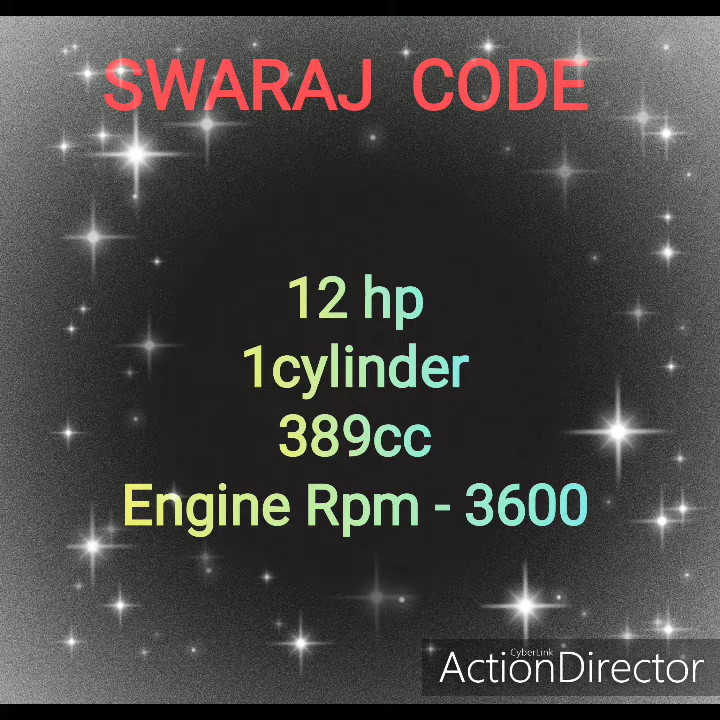 SWARAJ CODE
12 hp
1cylinder
389cc
Engine Rpm - 3600
CyberLink
ActionDirector